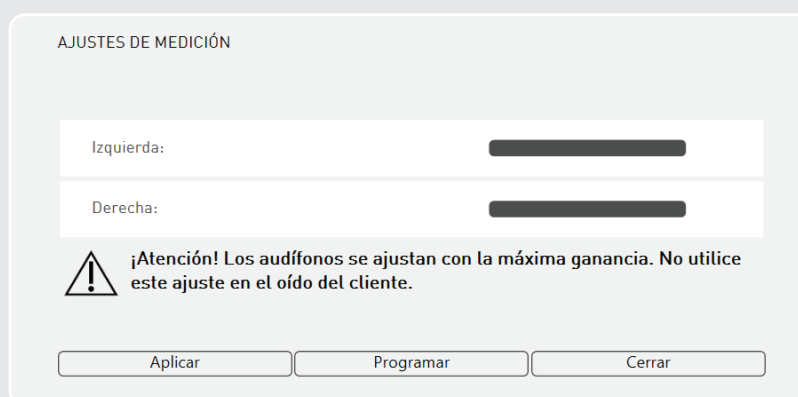 AJUSTES DE MEDICIÓN
Izquierda:
Derecha:
¡Atención! Los audífonos se ajustan con la máxima ganancia. No utilice
este ajuste en el oído del cliente.
Aplicar
Programar
Cerrar